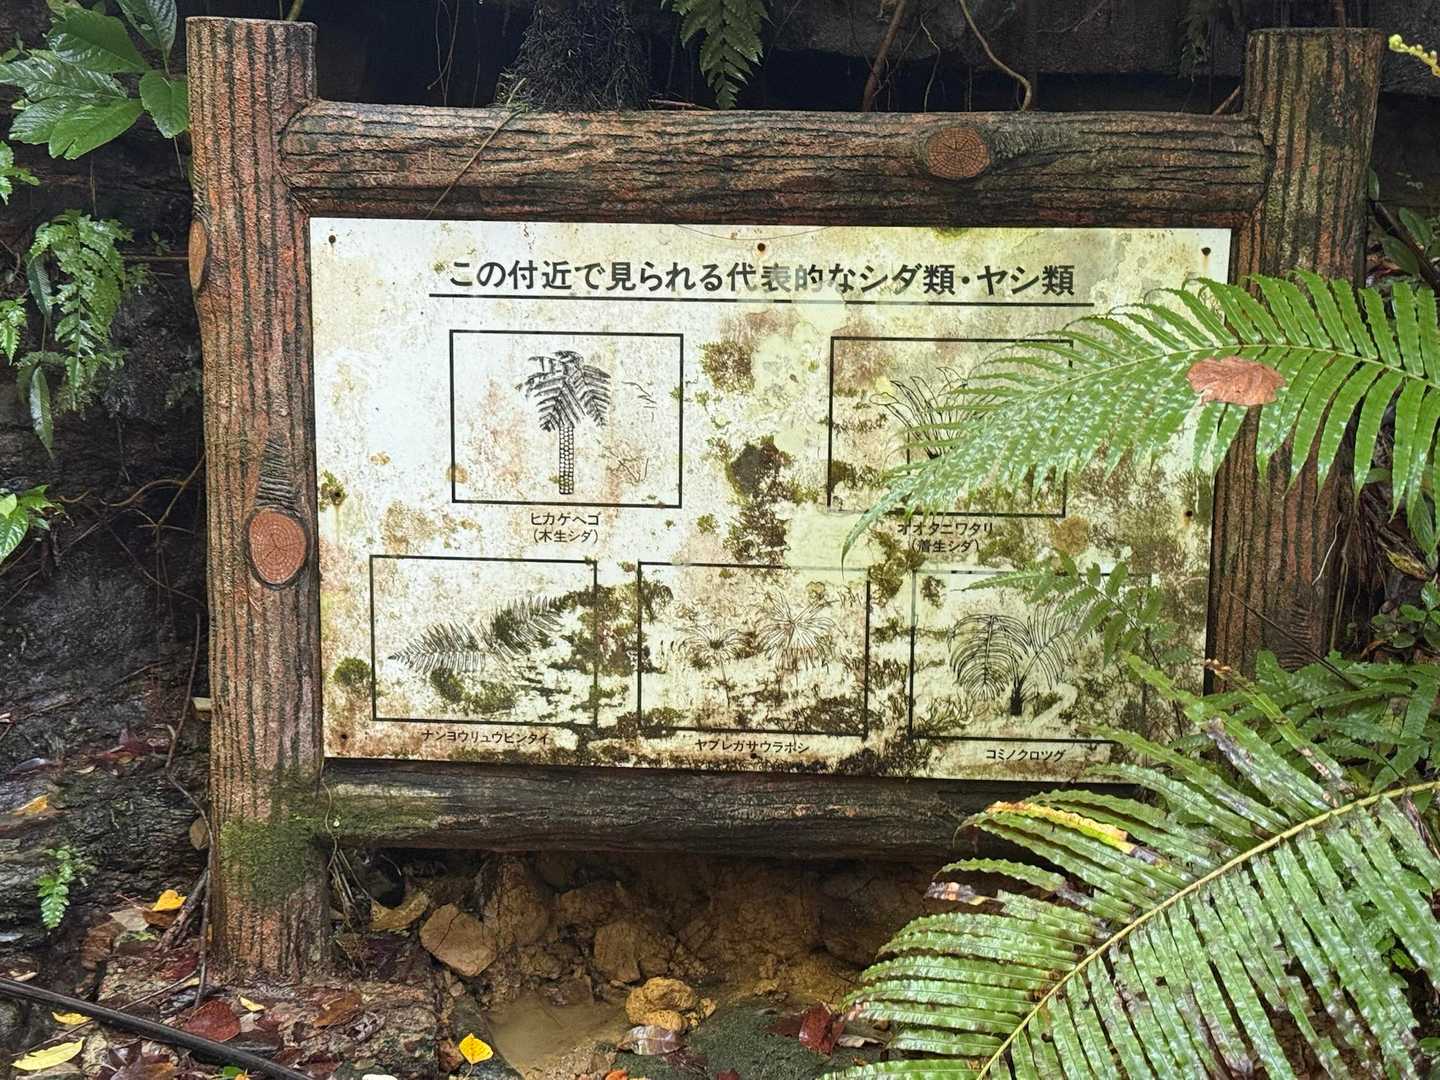 この付近で見られる代表的なシダ類・ヤシ類
ヒカゲヘゴ
(木生シダ)
オオタニワタリ
(着生シダ)
ナンヨウリュウビンタイ
ヤブレガサウラボシ
コミノクロツグ